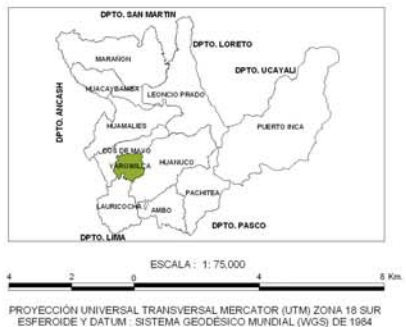 DPTO. SAN MARTIN
DPTO. LORETO
MARAÑON
DPTO. UCAYALI
HUACAYBAMBA
LEONCIO PRADO
DPTO. ANCASH
HUAMALIES
PUERTO INCA
DOS DE MAYO
YAROWILCA
HUANUCO
PACHITEA
LAURICOCHA
AMBO
DPTO. PASCO
DPTO. LIMA
ESCALA : 1: 75,000
4 2 0 4 8 Km.
PROYECCIÓN UNIVERSAL TRANSVERSAL MERCATOR (UTM) ZONA 18 SUR
ESFEROIDE Y DATUM : SISTEMA GEODÉSICO MUNDIAL (WGS) DE 1984